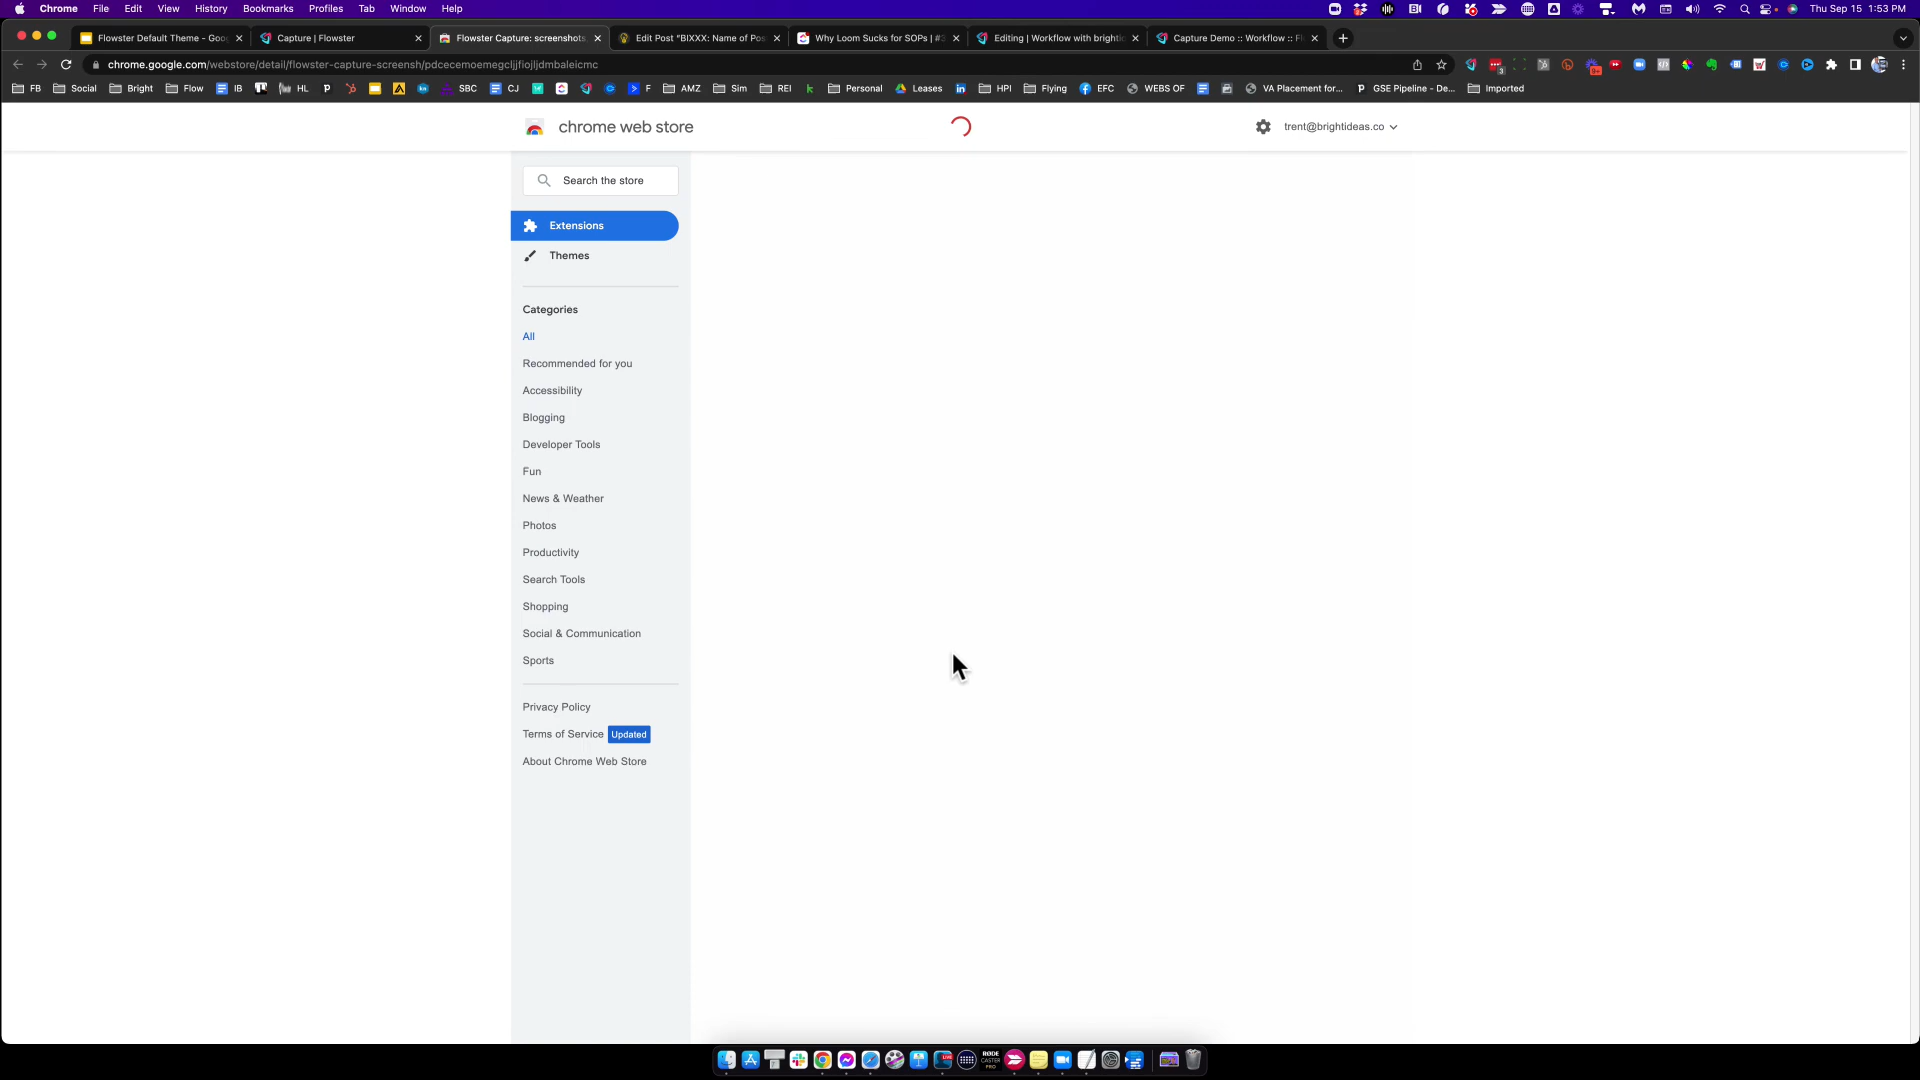 Chrome File Edit View History Bookmarks Profiles Tab Window Help Thu Sep 15 1:53 PM
Flowster Default Theme - Goo Capture | Flowster Flowster Capture: screenshots, Edit Post "BIXXX: Name of Pos Why Loom Sucks for SOPs | #3 Editing | Workflow with brightid Capture Demo :: Workflow :: Fl
chrome.google.com/webstore/detail/flowster-capture-screensh/pdcecemoemegcljjfiojljdmbaleicmc
FB Social Bright Flow IB HL SBC CJ F AMZ Sim REI Personal Leases HPI Flying EFC WEBS OF VA Placement for... GSE Pipeline - De... Imported
chrome web store trent@brightideas.co
Search the store
Extensions
Themes
Categories
All
Recommended for you
Accessibility
Blogging
Developer Tools
Fun
News & Weather
Photos
Productivity
Search Tools
Shopping
Social & Communication
Sports
Privacy Policy
Terms of Service Updated
About Chrome Web Store